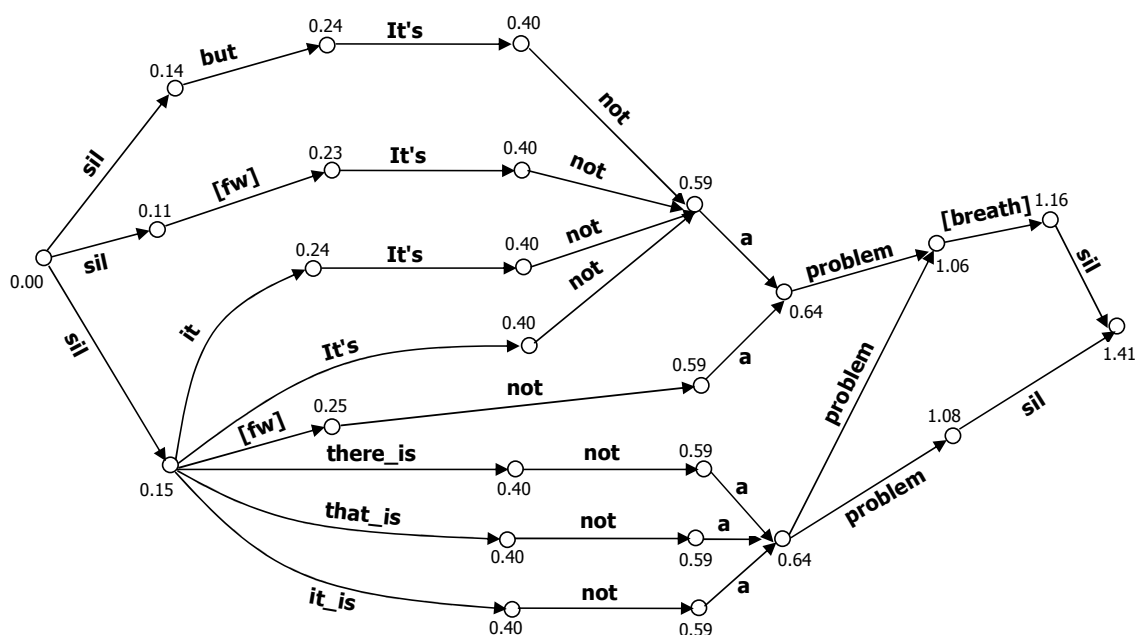 0.24 It's 0.40
but
0.14
not
sil
0.23 It's 0.40
[fw] not
0.59
0.11
[breath] 1.16
a
sil
0.24 It's 0.40 not
problem
0.00
1.06
sil
not
0.64
it
sil
0.40
1.41
It's
0.59 a
problem
not
0.25
[fw]
1.08 sil
there_is not 0.59
0.15
0.40
a
problem
that_is not a
0.40 0.59 0.64
it_is not a
0.40 0.59